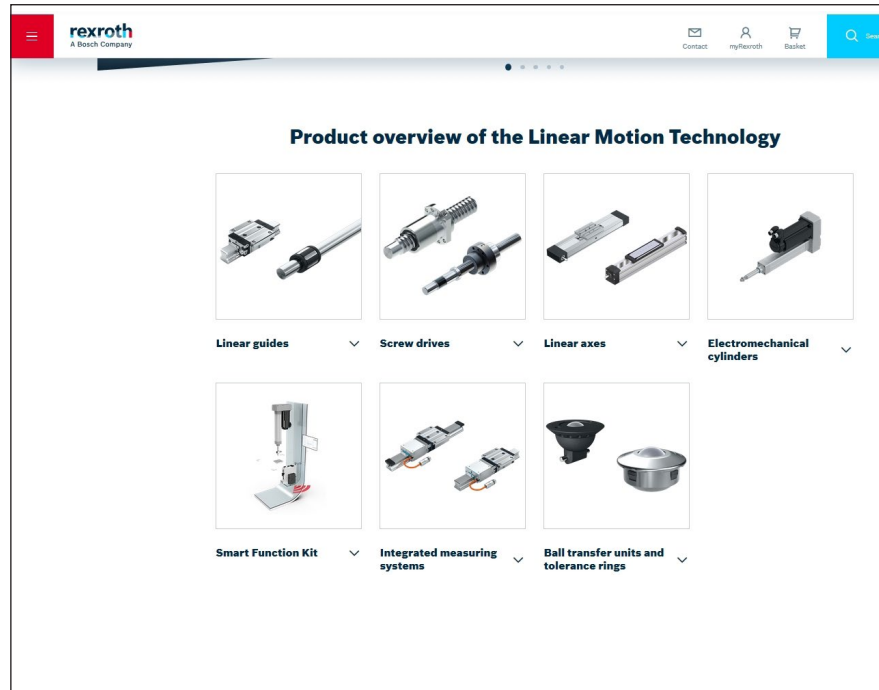 rexroth
A Bosch Company
Contact
myRexroth
Basket
Product overview of the Linear Motion Technology
Linear guides
Screw drives
Linear axes
Electromechanical
cylinders
Smart Function Kit
Integrated measuring
systems
Ball transfer units and
tolerance rings